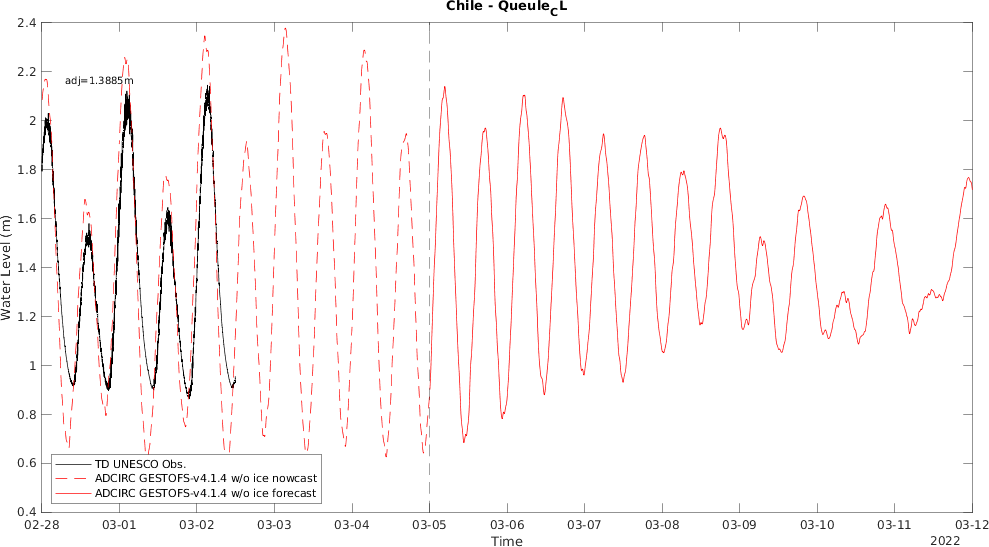 Chile - Queule_CL
adj=1.3885m
Water Level (m)
2.4
2.2
2
1.8
1.6
1.4
1.2
1
0.8
0.6
0.4
TD UNESCO Obs.
ADCIRC GESTOFS-v4.1.4 w/o ice nowcast
ADCIRC GESTOFS-v4.1.4 w/o ice forecast
02-28 03-01 03-02 03-03 03-04 03-05 03-06 03-07 03-08 03-09 03-10 03-11 03-12
Time
2022